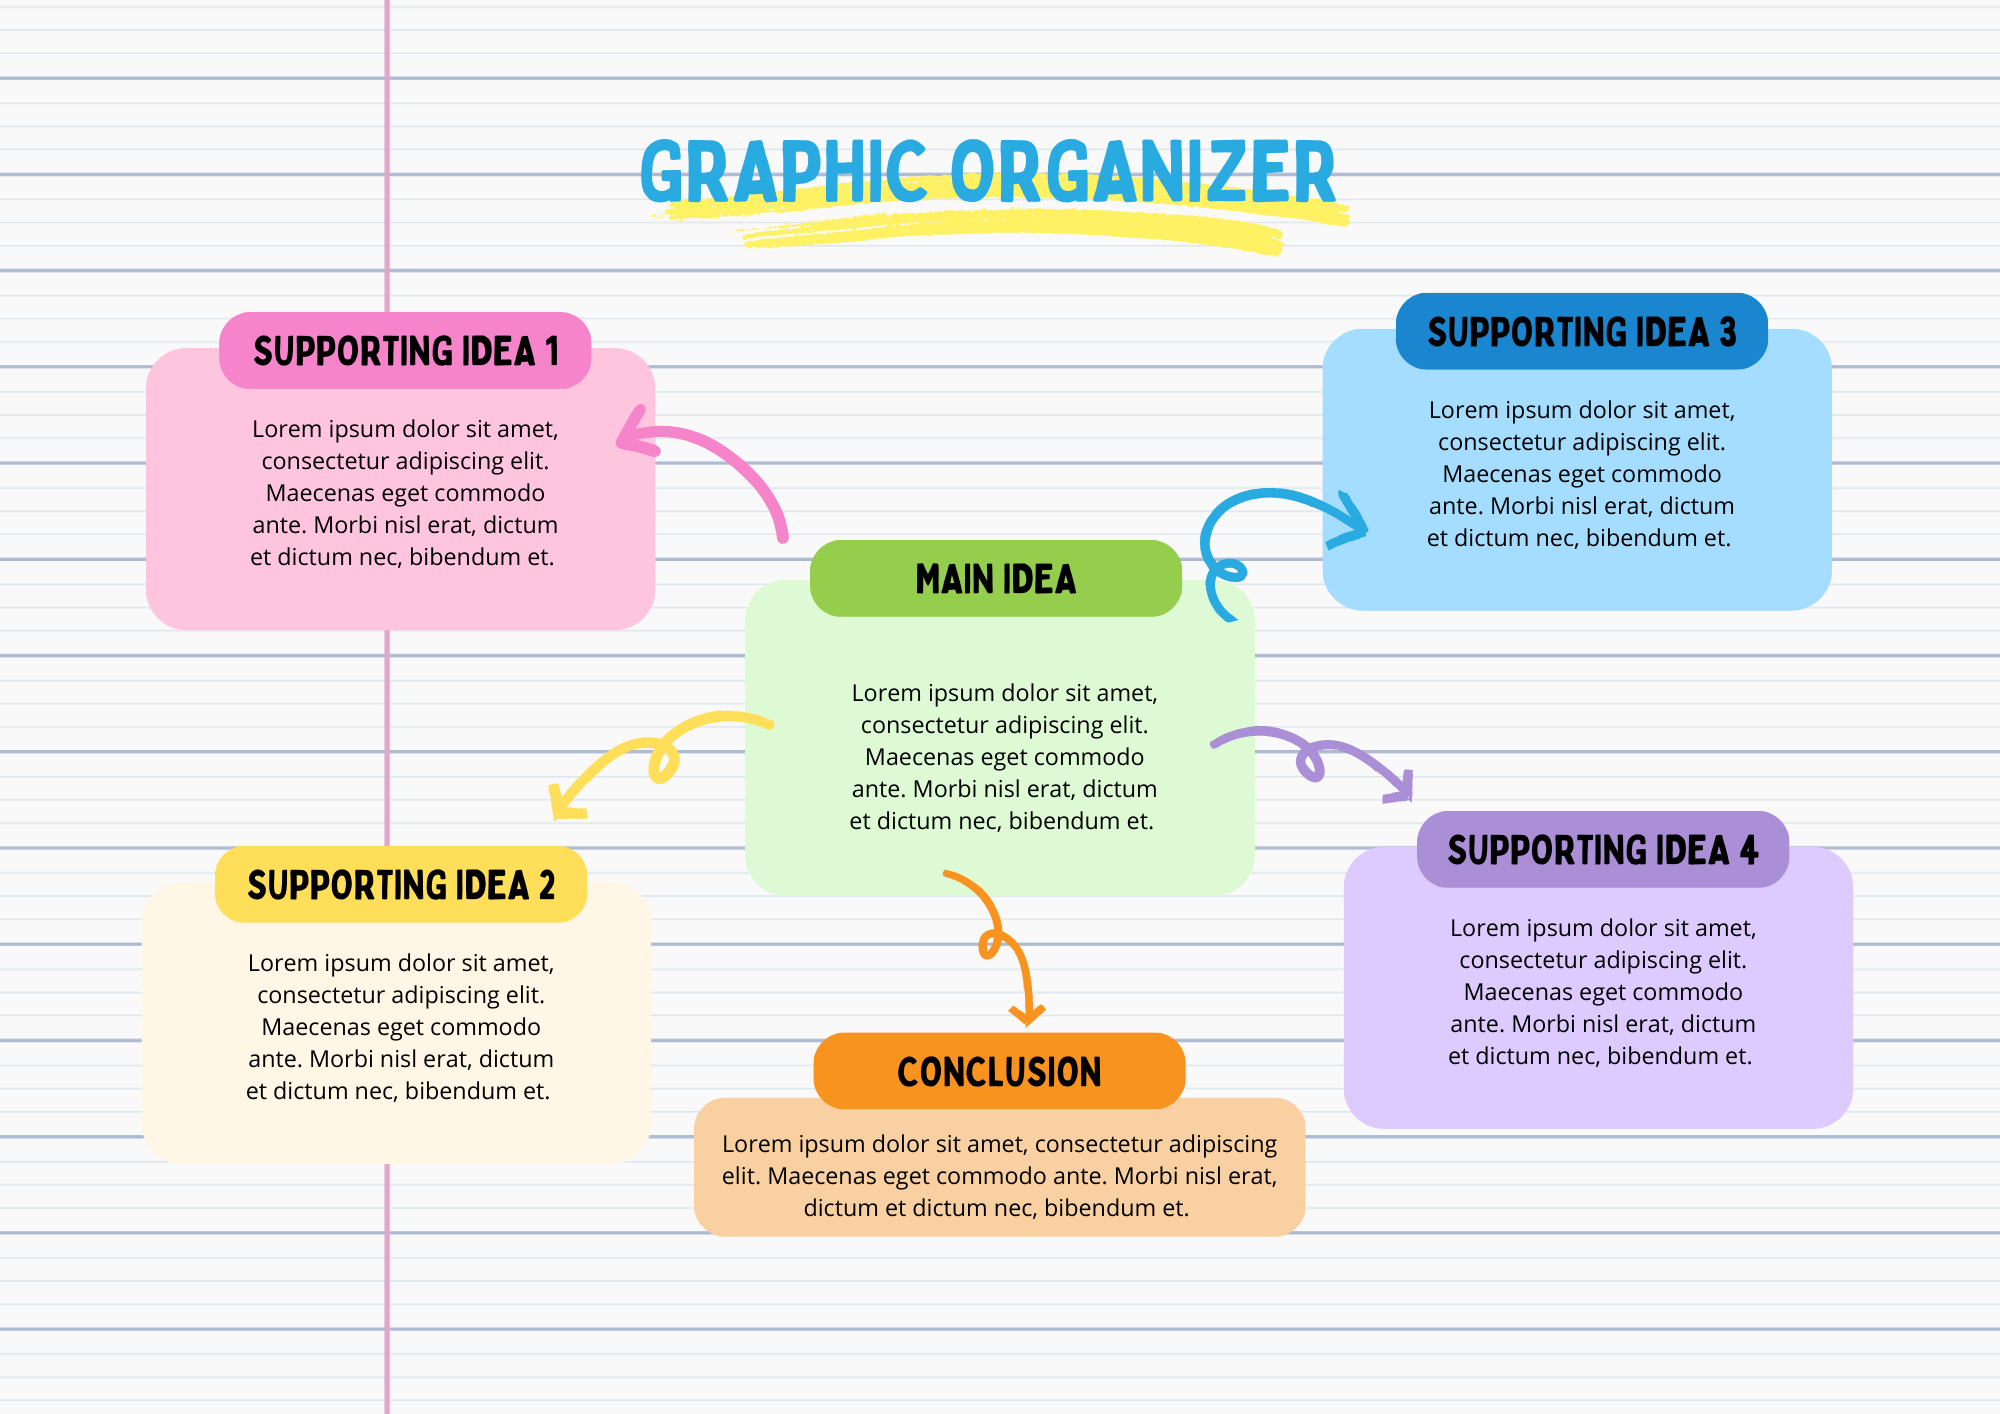 GRAPHIC ORGANIZER
SUPPORTING IDEA 1
Lorem ipsum dolor sit amet,
consectetur adipiscing elit.
Maecenas eget commodo
ante. Morbi nisl erat, dictum
et dictum nec, bibendum et.
SUPPORTING IDEA 3
Lorem ipsum dolor sit amet,
consectetur adipiscing elit.
Maecenas eget commodo
ante. Morbi nisl erat, dictum
et dictum nec, bibendum et.
MAIN IDEA
Lorem ipsum dolor sit amet,
consectetur adipiscing elit.
Maecenas eget commodo
ante. Morbi nisl erat, dictum
et dictum nec, bibendum et.
SUPPORTING IDEA 2
Lorem ipsum dolor sit amet,
consectetur adipiscing elit.
Maecenas eget commodo
ante. Morbi nisl erat, dictum
et dictum nec, bibendum et.
SUPPORTING IDEA 4
Lorem ipsum dolor sit amet,
consectetur adipiscing elit.
Maecenas eget commodo
ante. Morbi nisl erat, dictum
et dictum nec, bibendum et.
CONCLUSION
Lorem ipsum dolor sit amet, consectetur adipiscing
elit. Maecenas eget commodo ante. Morbi nisl erat,
dictum et dictum nec, bibendum et.